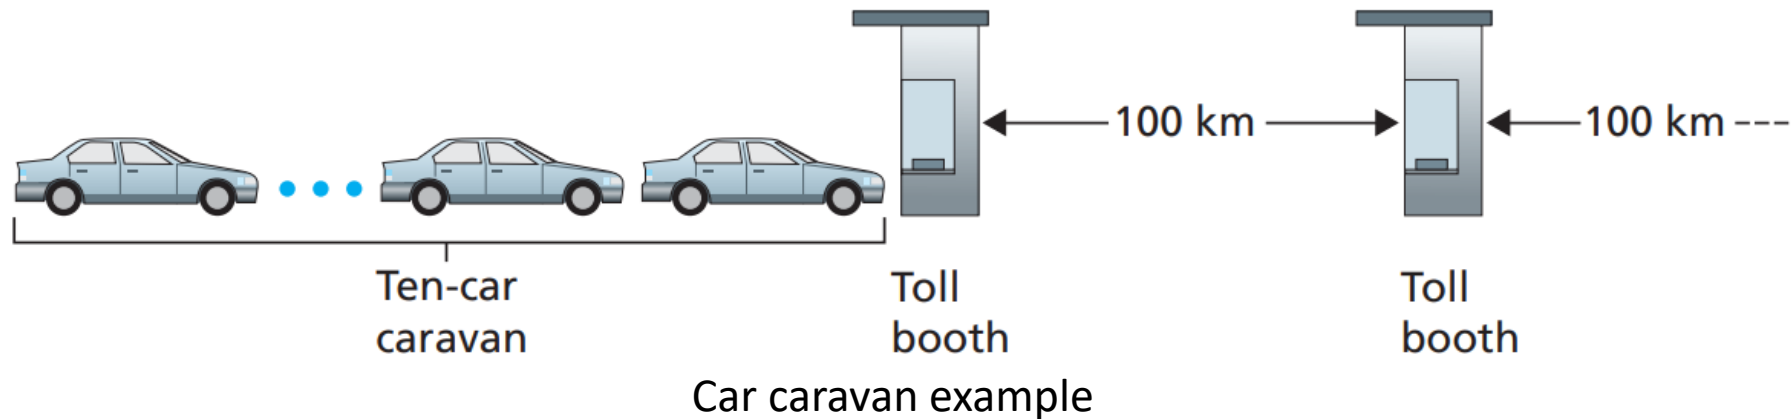 100 km
100 km
Ten-car
caravan
Toll
booth
Toll
booth
Car caravan example